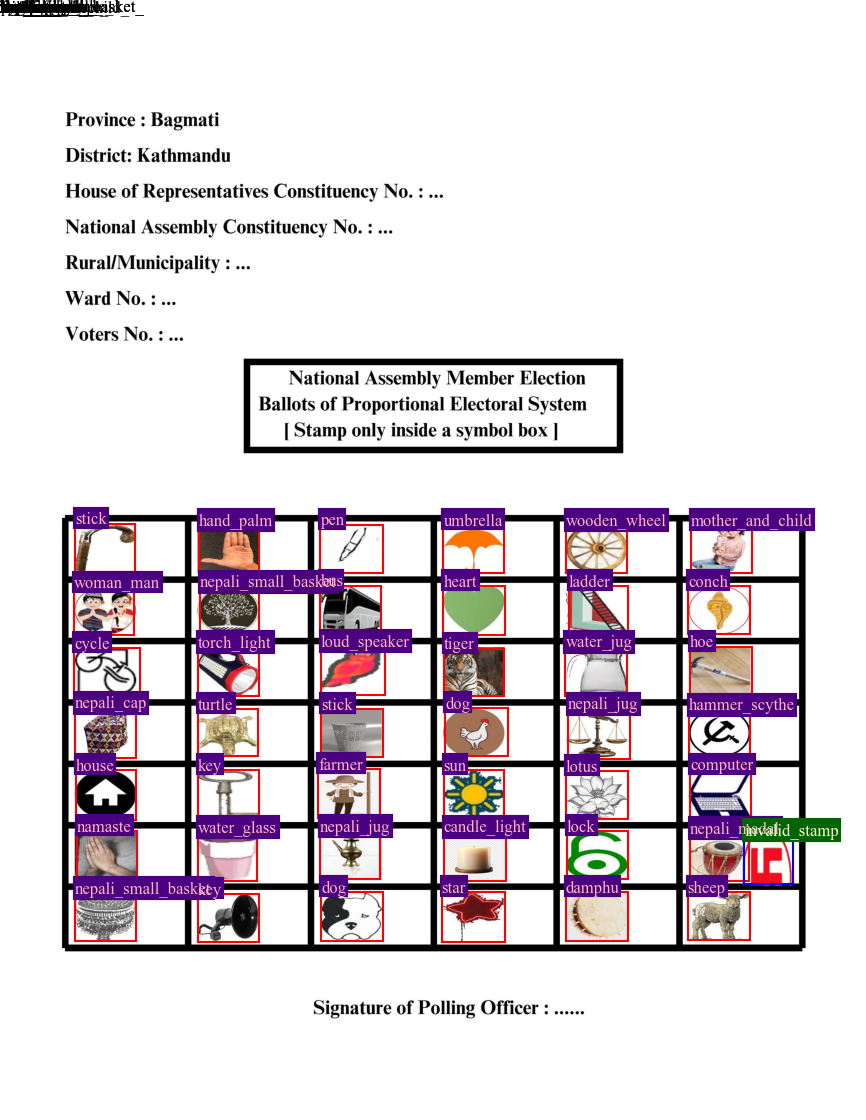 Province : Bagmati
District: Kathmandu
House of Representatives Constituency No. : ...
National Assembly Constituency No. : ...
Rural/Municipality : ...
Ward No. : ...
Voters No. : ...
National Assembly Member Election
Ballots of Proportional Electoral System
[ Stamp only inside a symbol box ]
stick hand_palm pen umbrella wooden_wheel mother_and_child
woman_man nepali_small_basket bus heart ladder conch
cycle torch_light loud_speaker tiger water_jug hoe
nepali_cap turtle stick dog nepali_jug hammer_scythe
house key farmer sun lotus computer
namaste water_glass nepali_jug candle_light lock nepali_madal invalid_stamp
nepali_small_basket key dog star damphu sheep
Signature of Polling Officer : ......